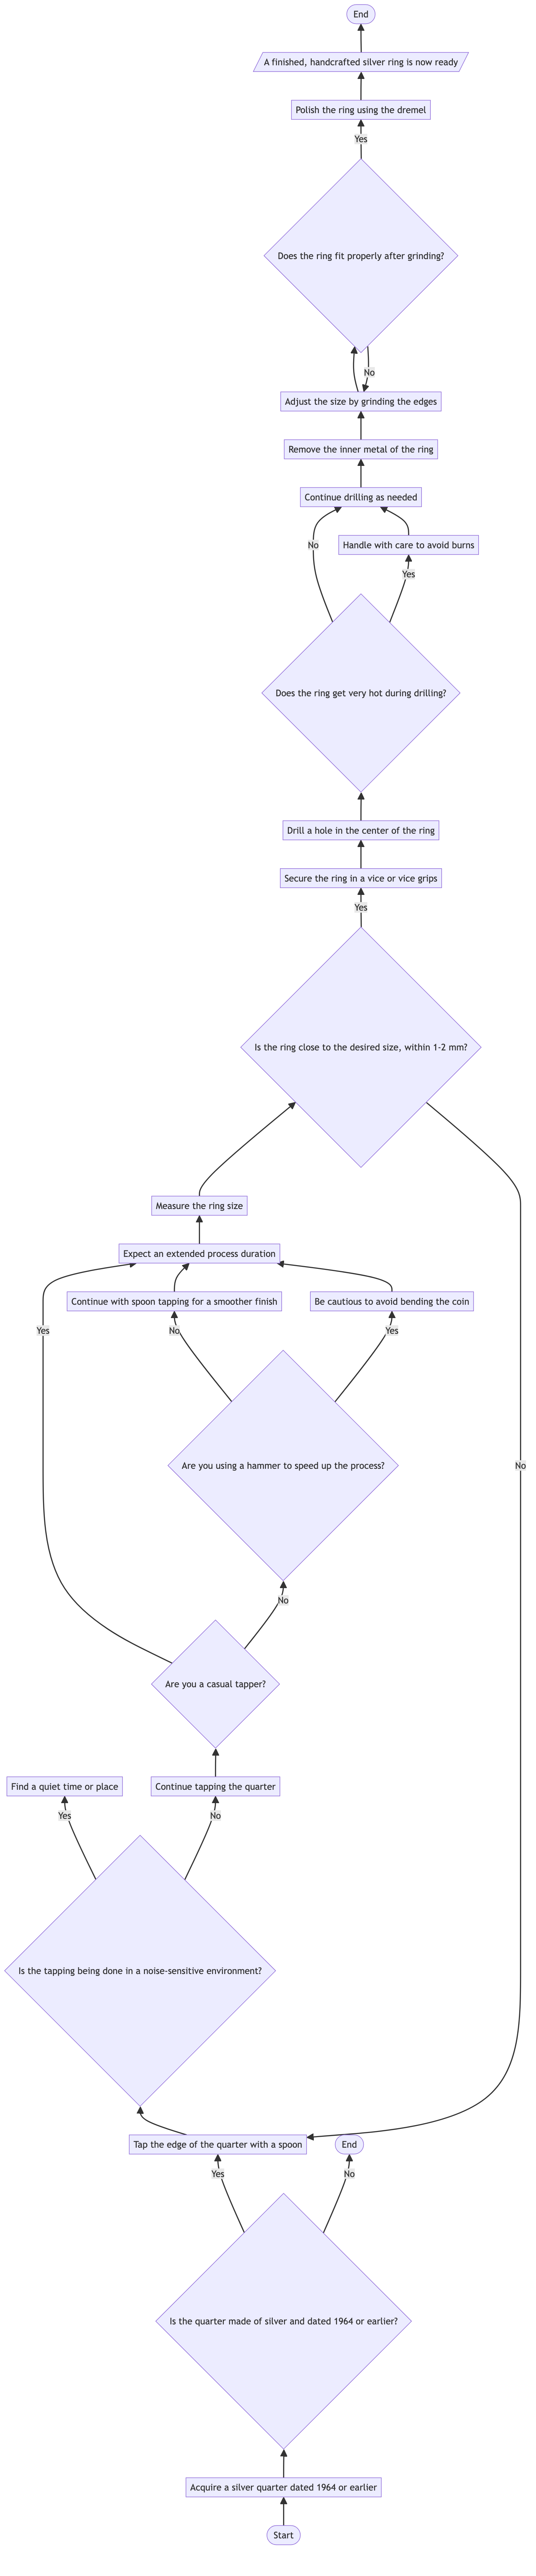 End
A finished, handcrafted silver ring is now ready
Polish the ring using the dremel
Yes
Does the ring fit properly after grinding?
No
Adjust the size by grinding the edges
Remove the inner metal of the ring
Continue drilling as needed
No
Handle with care to avoid burns
Yes
Does the ring get very hot during drilling?
Drill a hole in the center of the ring
Secure the ring in a vice or vice grips
Yes
Is the ring close to the desired size, within 1-2 mm?
Measure the ring size
Expect an extended process duration
Continue with spoon tapping for a smoother finish
Be cautious to avoid bending the coin
Yes
No
Yes
Are you using a hammer to speed up the process?
No
No
Are you a casual tapper?
Find a quiet time or place
Continue tapping the quarter
Yes
No
Is the tapping being done in a noise-sensitive environment?
Tap the edge of the quarter with a spoon
End
Yes
No
Is the quarter made of silver and dated 1964 or earlier?
Acquire a silver quarter dated 1964 or earlier
Start